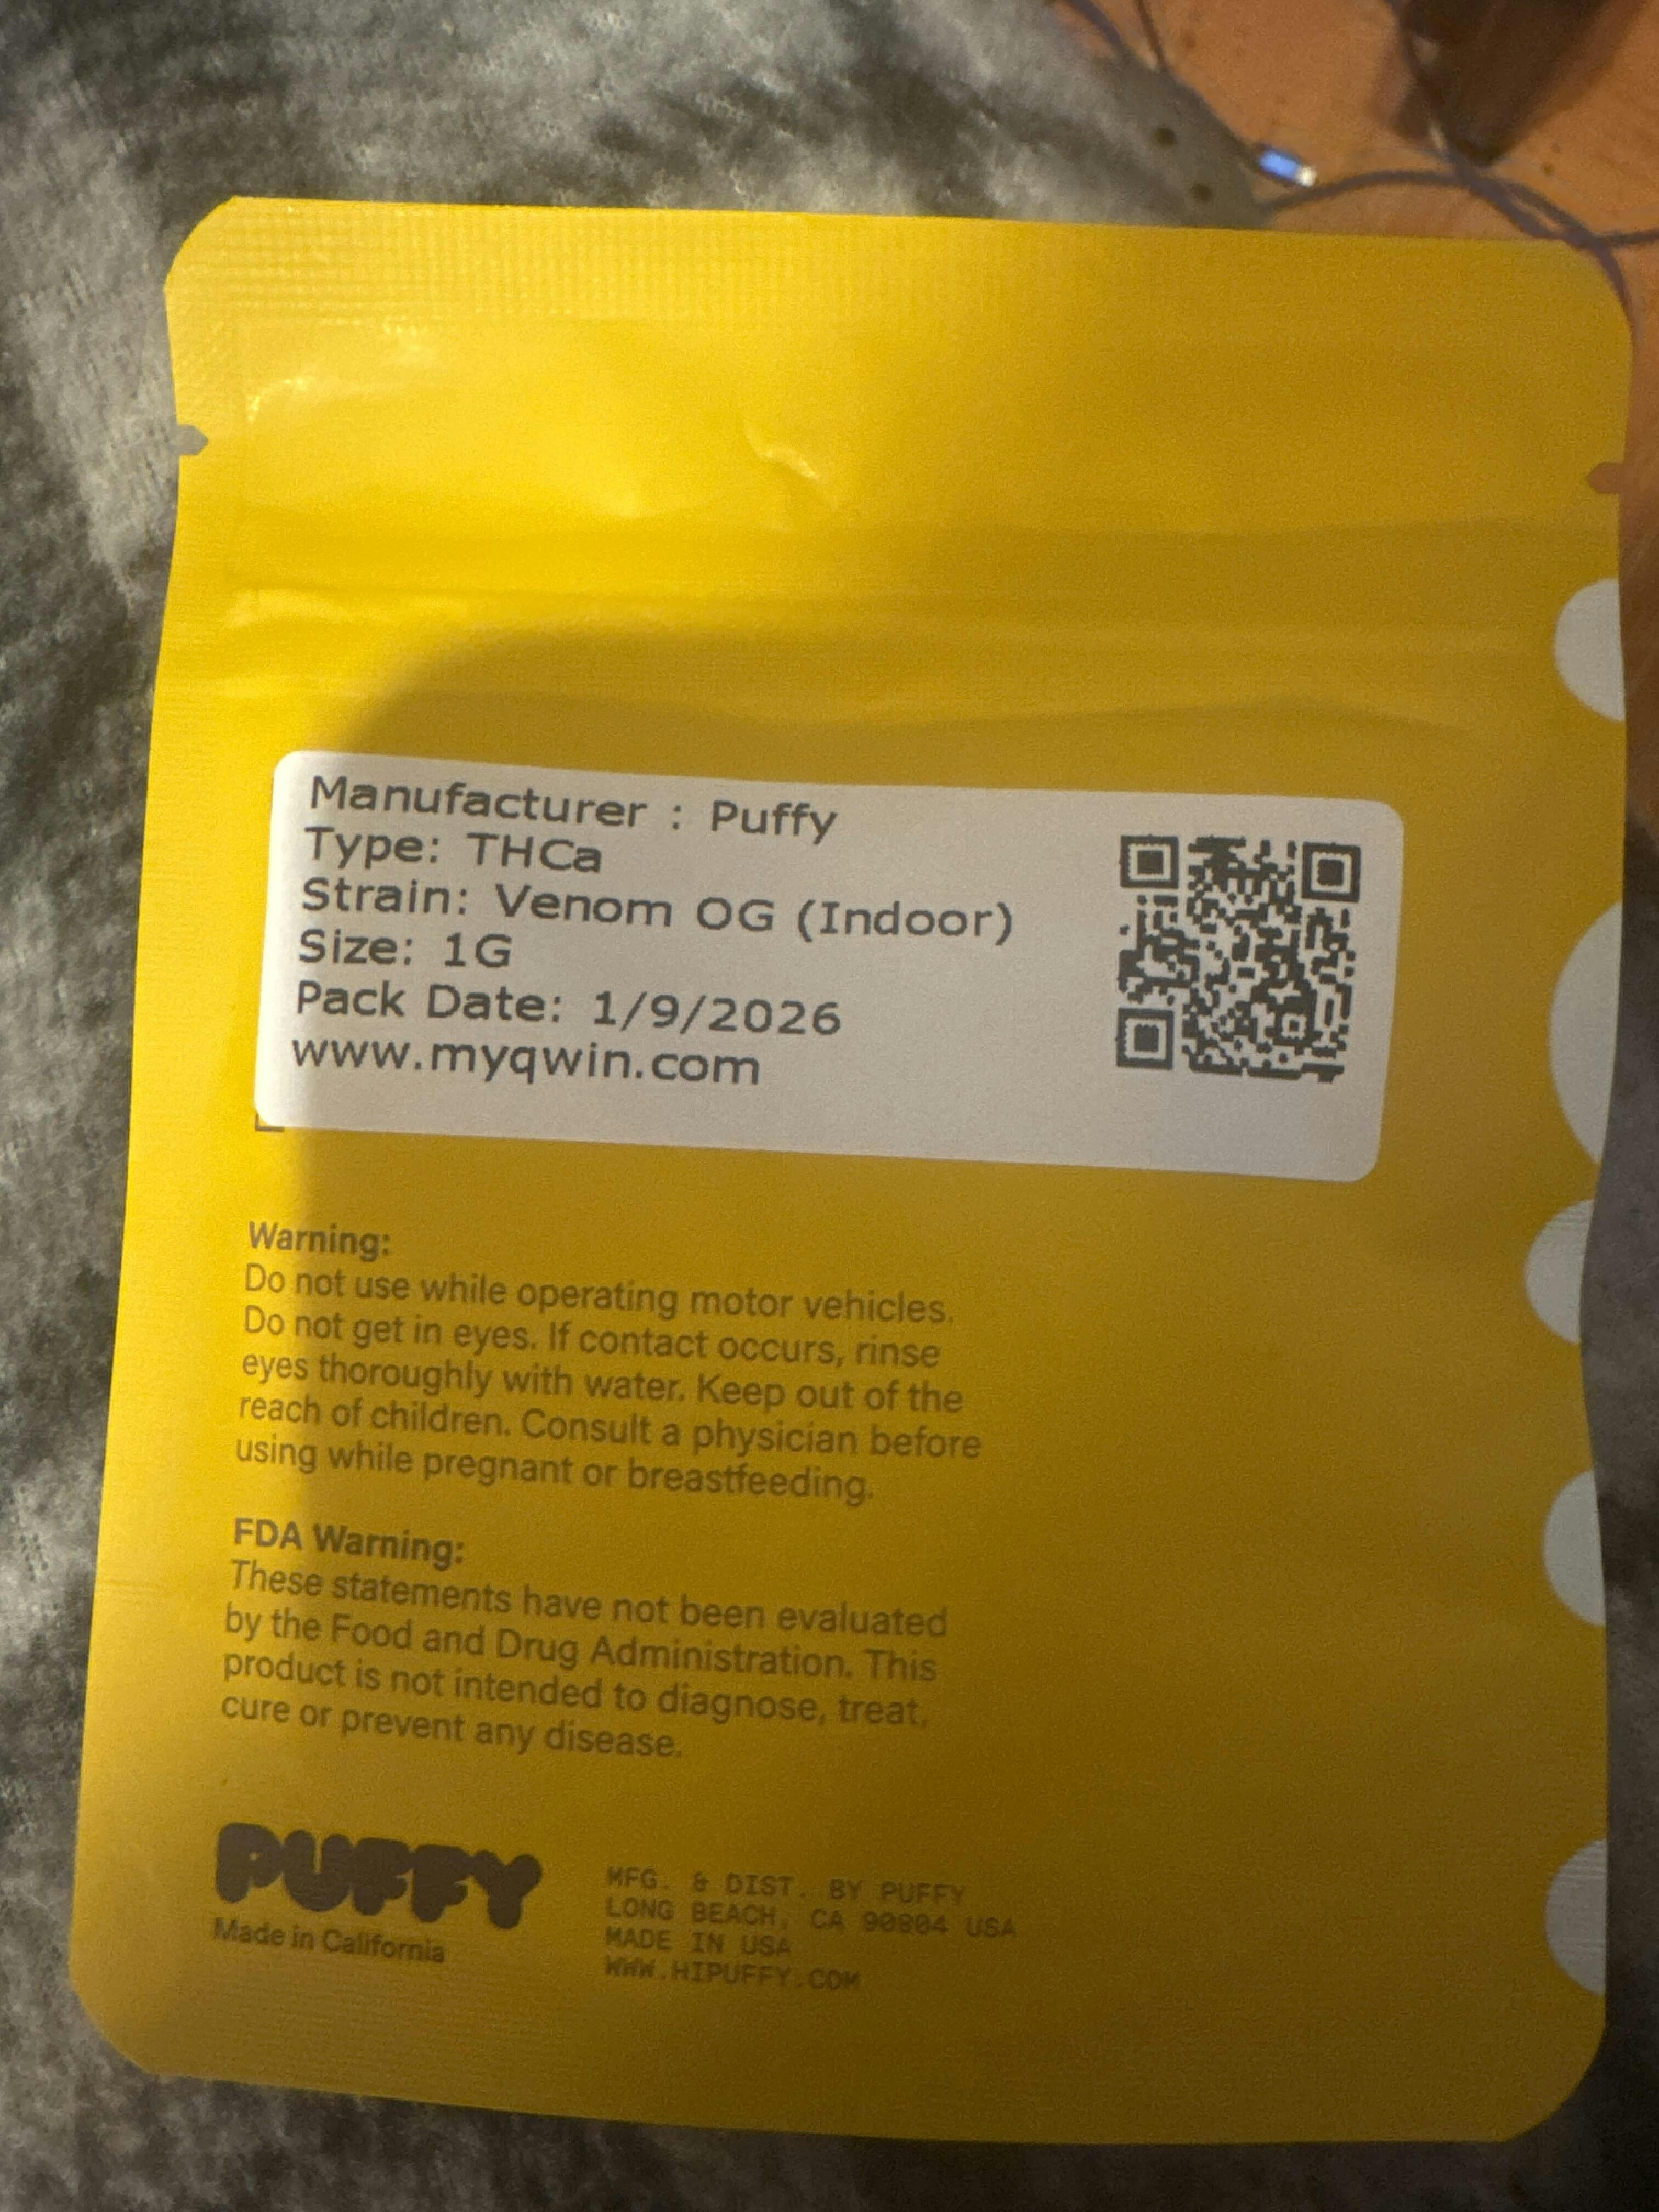 Manufacturer : Puffy
Type: THCa
Strain: Venom OG (Indoor)
Size: 1G
Pack Date: 1/9/2026
www.myqwin.com
Warning:
Do not use while operating motor vehicles.
Do not get in eyes. If contact occurs, rinse
eyes thoroughly with water. Keep out of the
reach of children. Consult a physician before
using while pregnant or breastfeeding.
FDA Warning:
These statements have not been evaluated
by the Food and Drug Administration. This
product is not intended to diagnose, treat,
cure or prevent any disease.
PUFFY
Made in California
MFG. & DIST. BY PUFFY
LONG BEACH, CA 90804 USA
MADE IN USA
WWW.HIPUFFY.COM